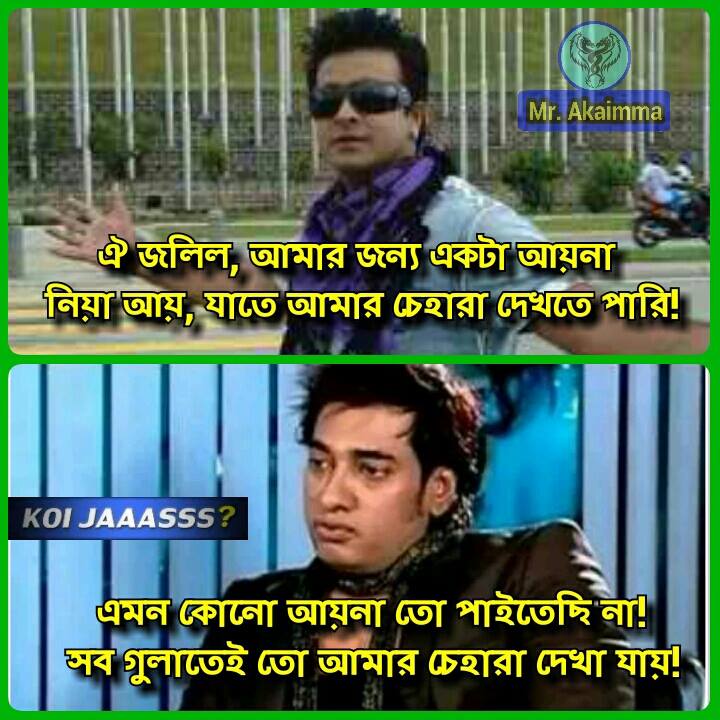 Mr. Akaimma
ঐ জলিল, আমার জন্য একটা আয়না
নিয়া আয়, যাতে আমার চেহারা দেখতে পারি!
KOI JAAASSS?
এমন কোনো আয়না তো পাইতেছি না!
সব গুলাতেই তো আমার চেহারা দেখা যায়!